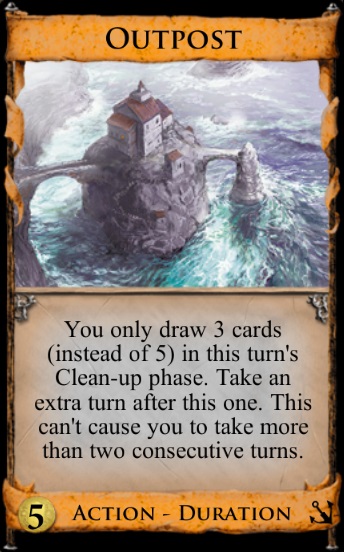 Outpost
You only draw 3 cards
(instead of 5) in this turn's
Clean-up phase. Take an
extra turn after this one. This
can't cause you to take more
than two consecutive turns.
5 Action - Duration